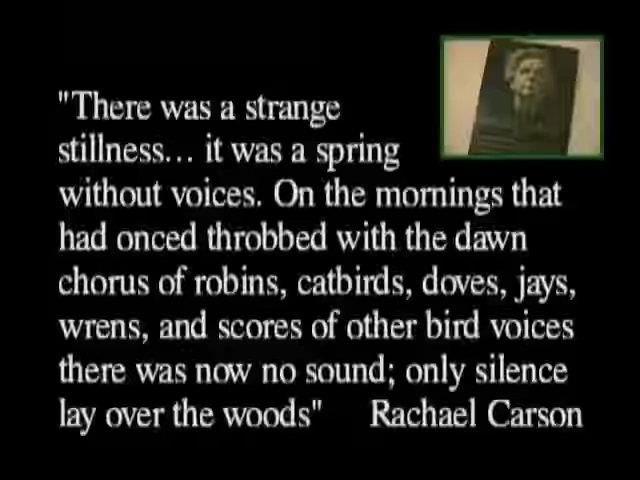 "There was a strange
stillness... it was a spring
without voices. On the mornings that
had onced throbbed with the dawn
chorus of robins, catbirds, doves, jays,
wrens, and scores of other bird voices
there was now no sound; only silence
lay over the woods" Rachael Carson